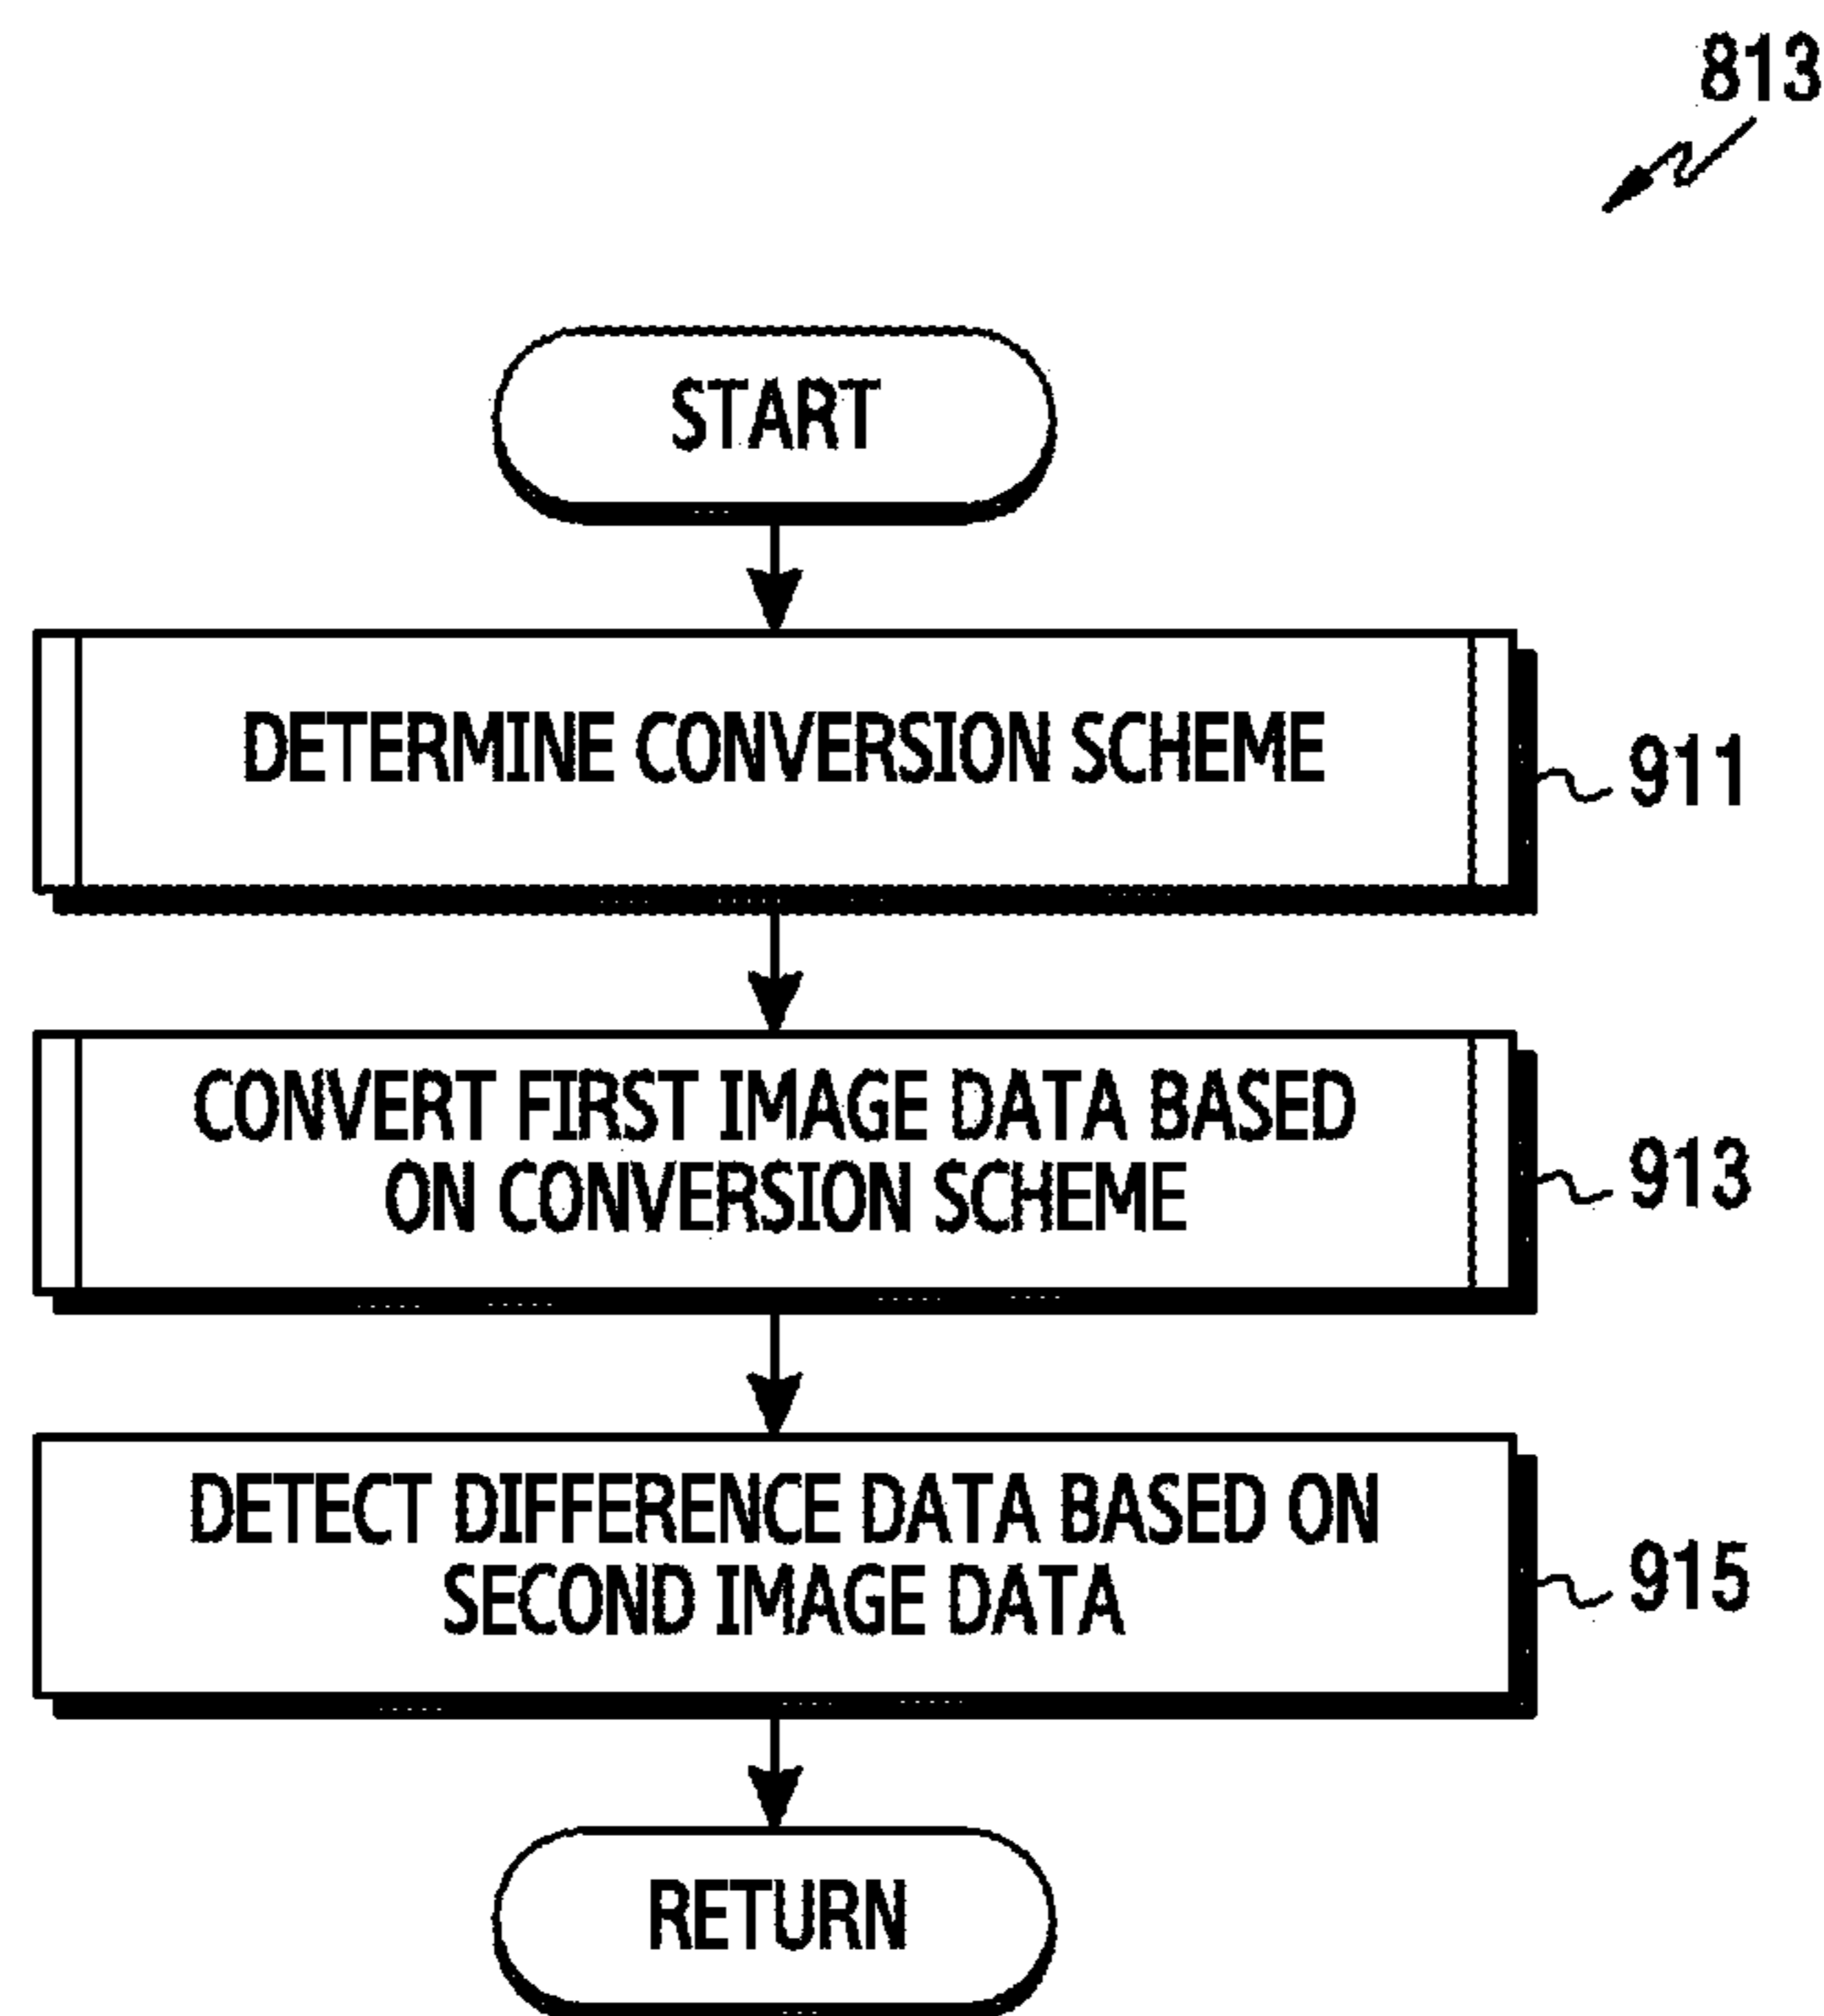 813
START
DETERMINE CONVERSION SCHEME
911
CONVERT FIRST IMAGE DATA BASED
ON CONVERSION SCHEME
913
DETECT DIFFERENCE DATA BASED ON
SECOND IMAGE DATA
915
RETURN